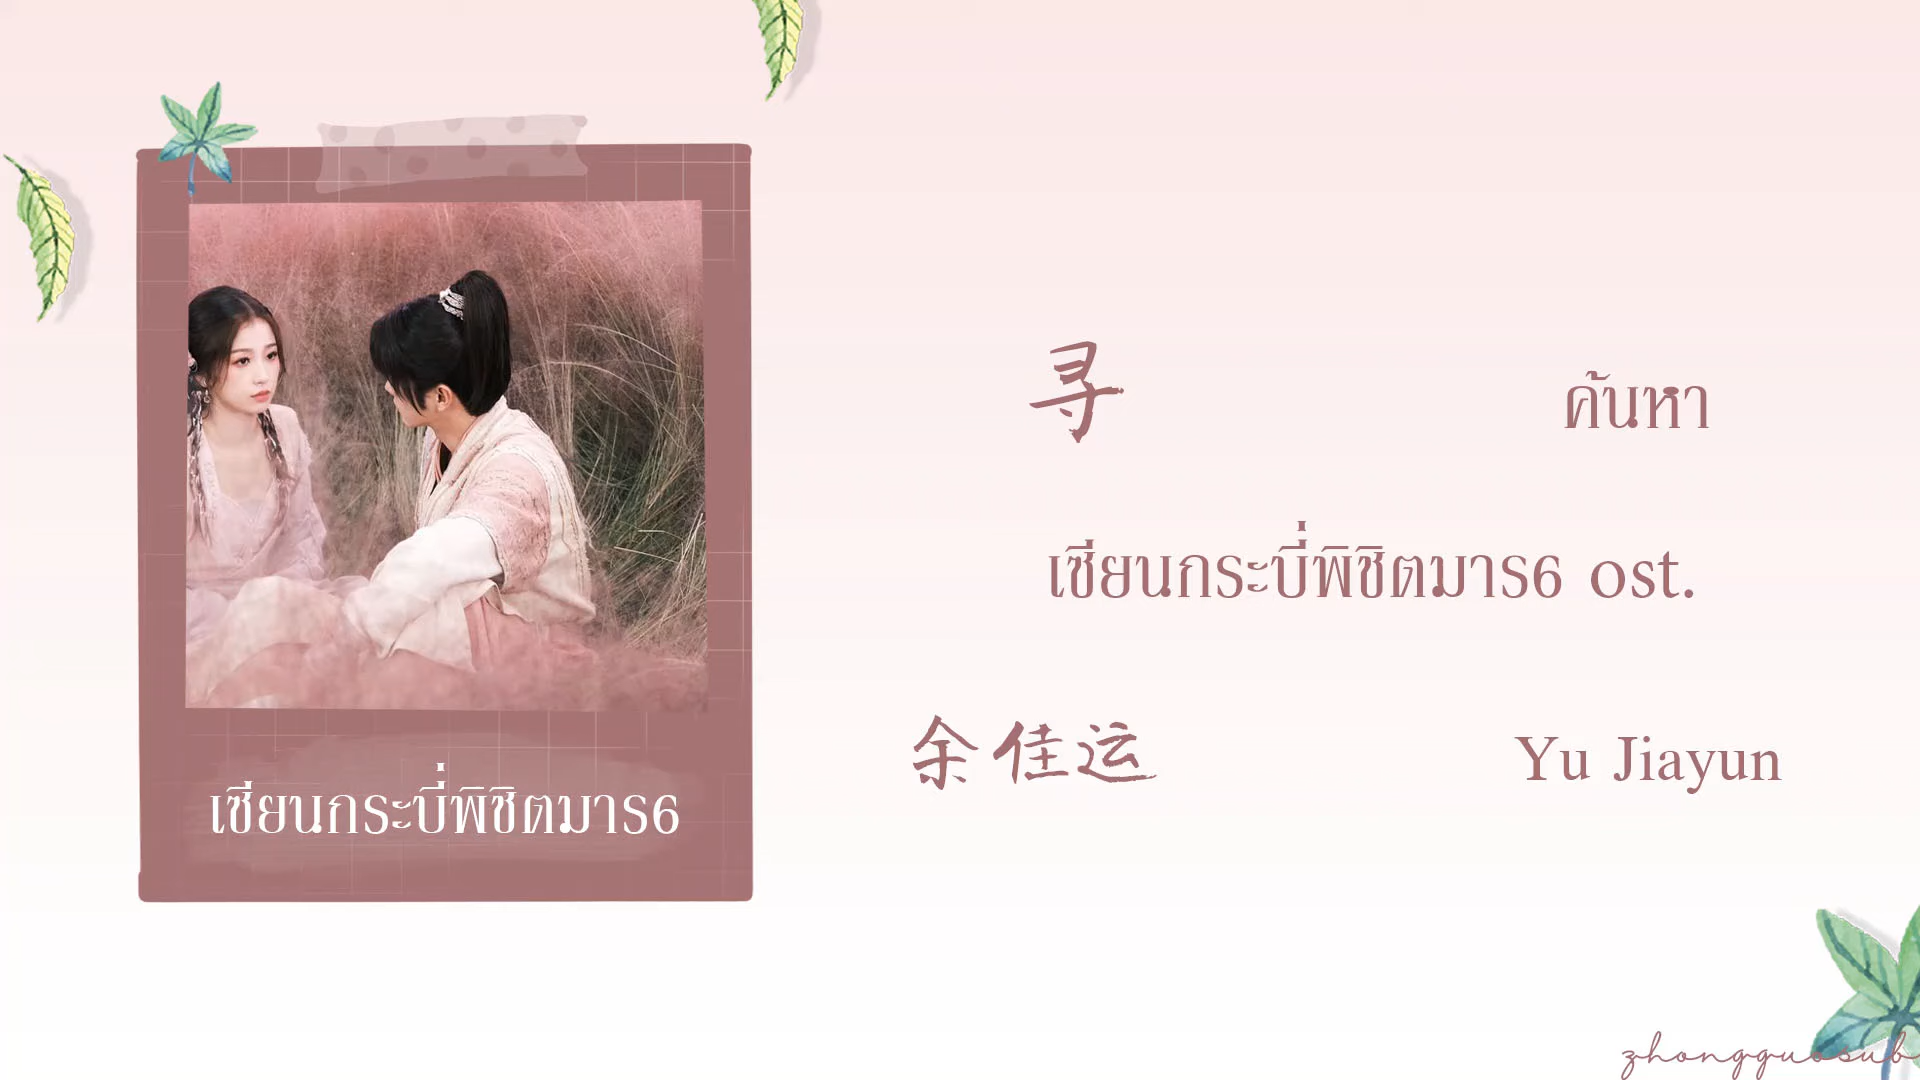 寻 ค้นหา
เซียนกระบี่พิชิตมาร6 ost.
余佳运 Yu Jiayun
เซียนกระบี่พิชิตมาร6
zhongguosub